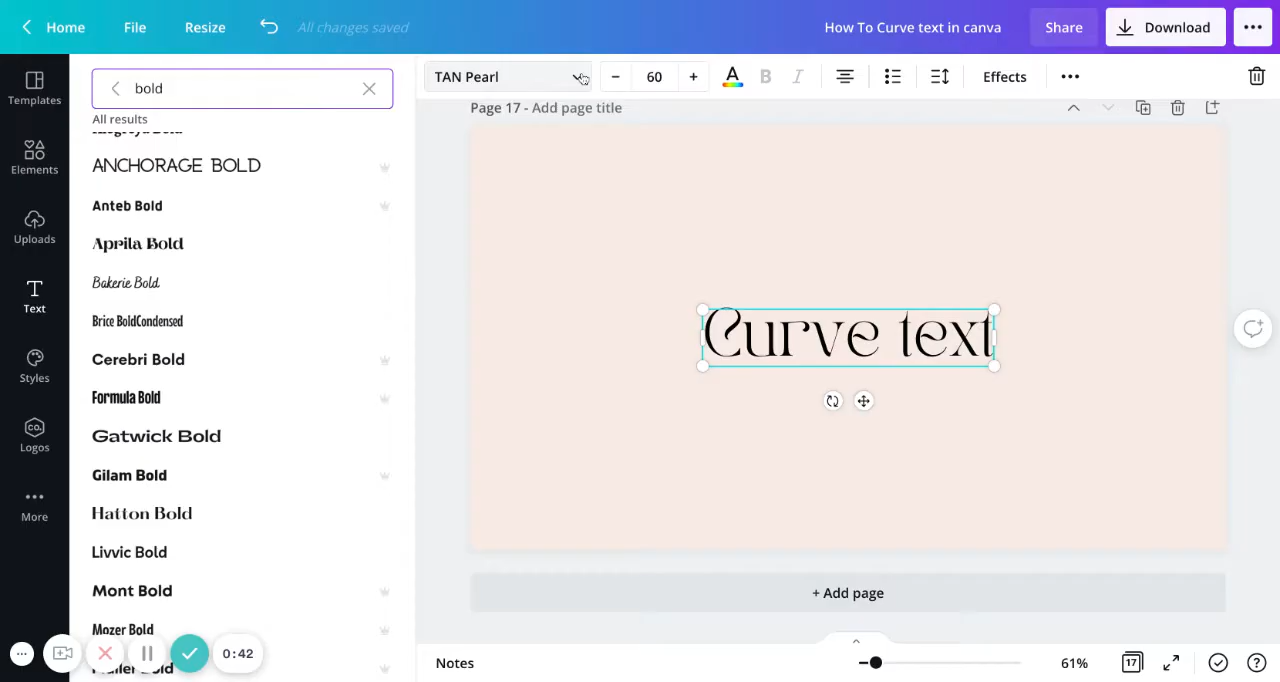 Home File Resize All changes saved How To Curve text in canva Share Download
Templates
Elements
Uploads
Text
Styles
CO.
Logos
More
bold
All results
ANCHORAGE BOLD
Anteb Bold
Aprila Bold
Bakerie Bold
Brice BoldCondensed
Cerebri Bold
Formula Bold
Gatwick Bold
Gilam Bold
Hatton Bold
Livvic Bold
Mont Bold
Mozer Bold
Bold
0:42
TAN Pearl - 60 + A B I Effects
Page 17 - Add page title
Curve text
+ Add page
Notes 61% 17 ?